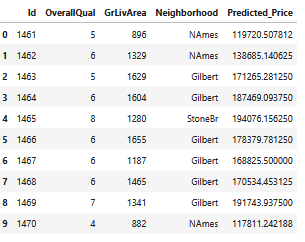 Id OverallQual GrLivArea Neighborhood Predicted_Price
0 1461 5 896 NAmes 119720.507812
1 1462 6 1329 NAmes 138685.140625
2 1463 5 1629 Gilbert 171265.281250
3 1464 6 1604 Gilbert 187469.093750
4 1465 8 1280 StoneBr 194076.156250
5 1466 6 1655 Gilbert 178379.781250
6 1467 6 1187 Gilbert 168825.500000
7 1468 6 1465 Gilbert 170534.453125
8 1469 7 1341 Gilbert 191743.937500
9 1470 4 882 NAmes 117811.242188